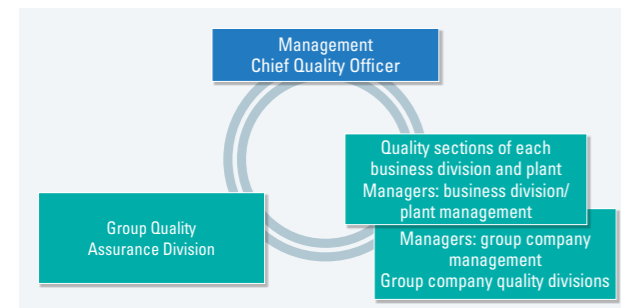 Management
Chief Quality Officer
Quality sections of each
business division and plant
Managers: business division/
plant management
Group Quality
Assurance Division
Managers: group company
management
Group company quality divisions